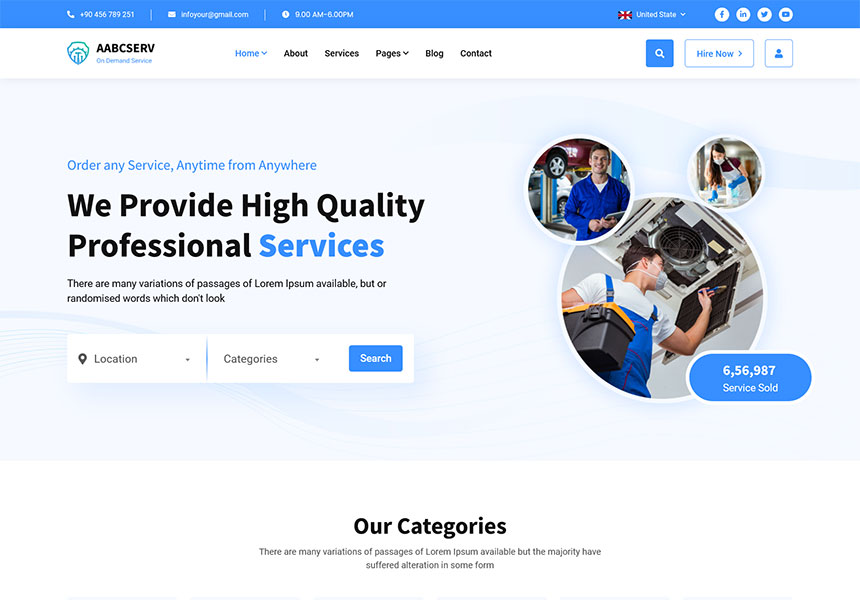 +90 456 789 251
infoyour@gmail.com
9.00 AM–6.00PM
United State
AABCSERV
On Demand Service
Home
About
Services
Pages
Blog
Contact
Hire Now
Order any Service, Anytime from Anywhere
We Provide High Quality
Professional Services
There are many variations of passages of Lorem Ipsum available, but or
randomised words which don't look
Location
Categories
Search
6,56,987
Service Sold
Our Categories
There are many variations of passages of Lorem Ipsum available but the majority have
suffered alteration in some form